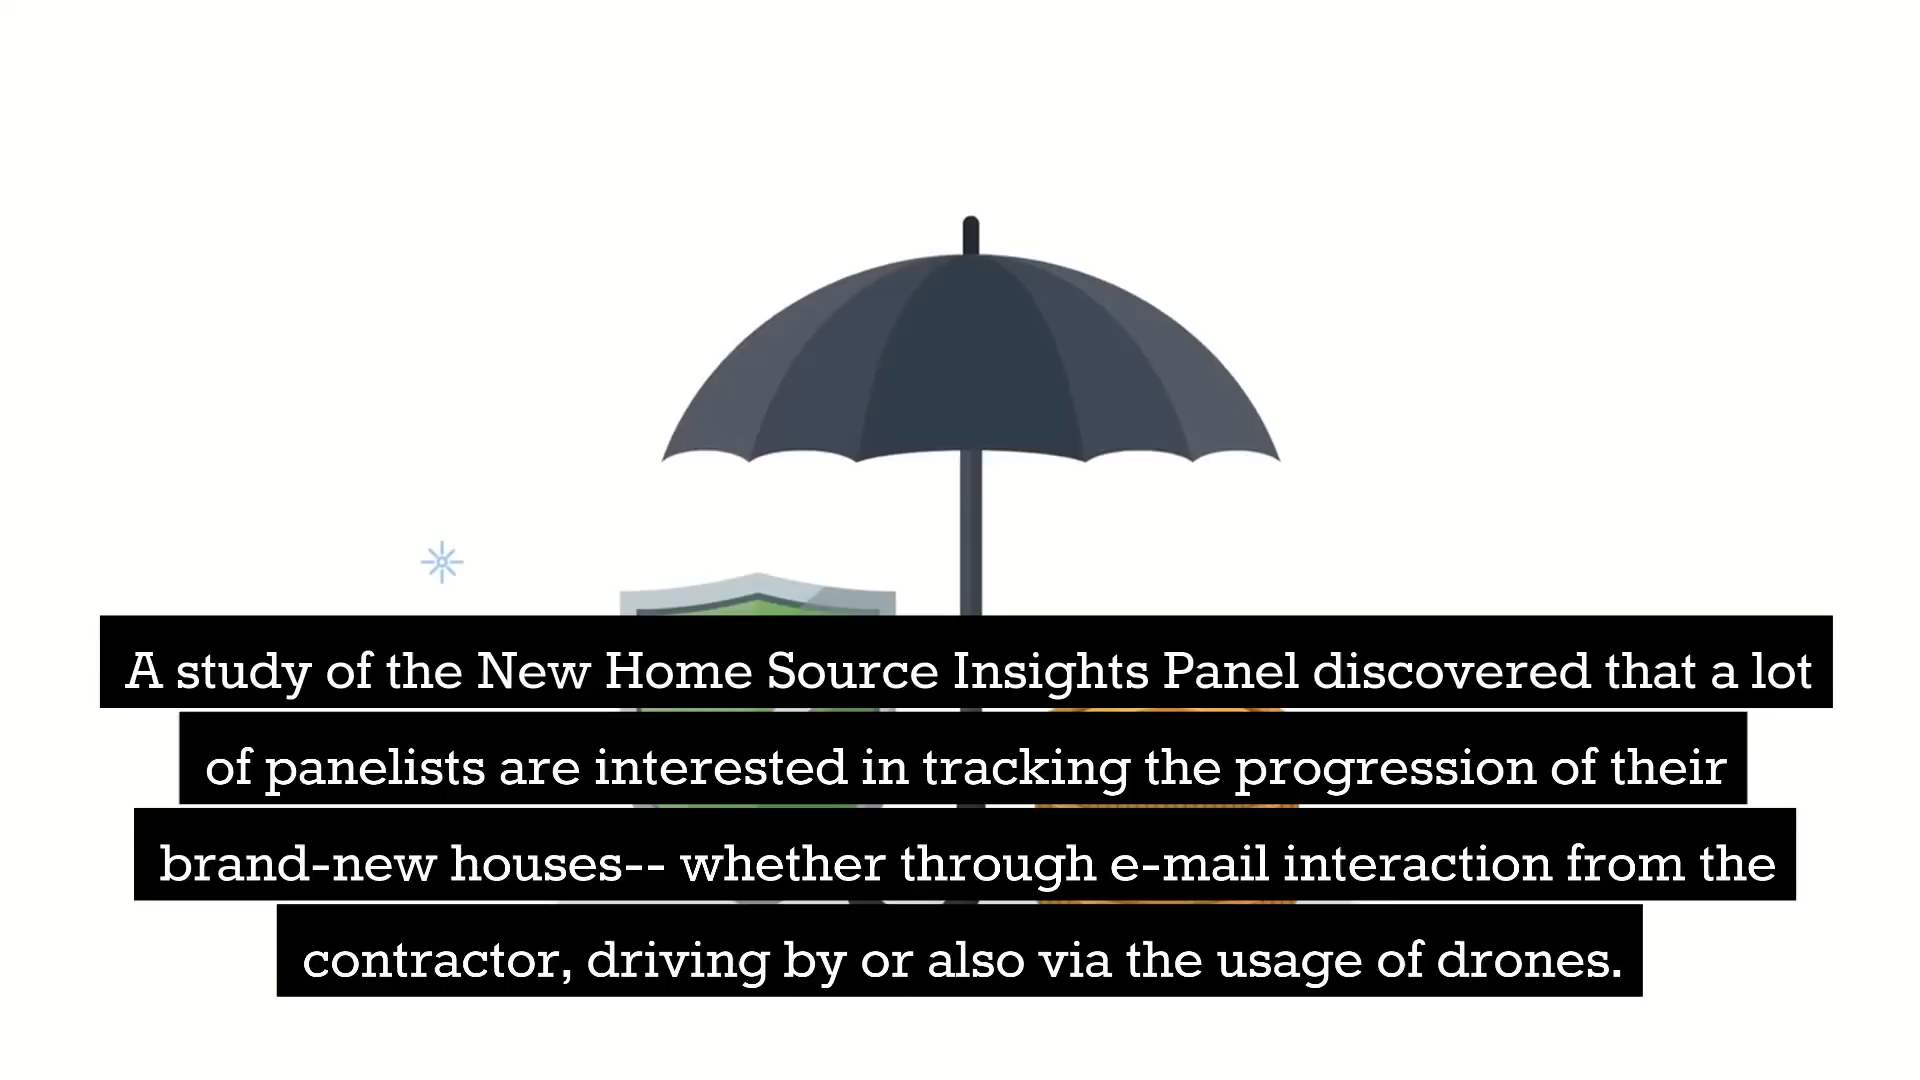 A study of the New Home Source Insights Panel discovered that a lot
of panelists are interested in tracking the progression of their
brand-new houses-- whether through e-mail interaction from the
contractor, driving by or also via the usage of drones.